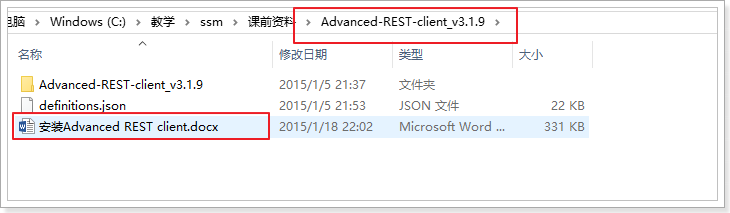 电脑 › Windows (C:) › 教学 › ssm › 课前资料 › Advanced-REST-client_v3.1.9 ›
名称 修改日期 类型 大小
Advanced-REST-client_v3.1.9 2015/1/5 21:37 文件夹
definitions.json 2015/1/5 21:53 JSON 文件 22 KB
安装Advanced REST client.docx 2015/1/18 22:02 Microsoft Word ... 331 KB